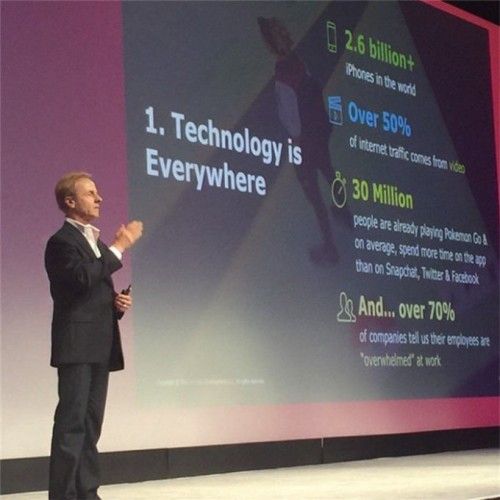 1. Technology is
Everywhere
2.6 billion+
iPhones in the world
Over 50%
of internet traffic comes from video
30 Million
people are already playing Pokemon Go &
on average, spend more time on the app
than on Snapchat, Twitter & Facebook
And... over 70%
of companies tell us their employees are
"overwhelmed" at work